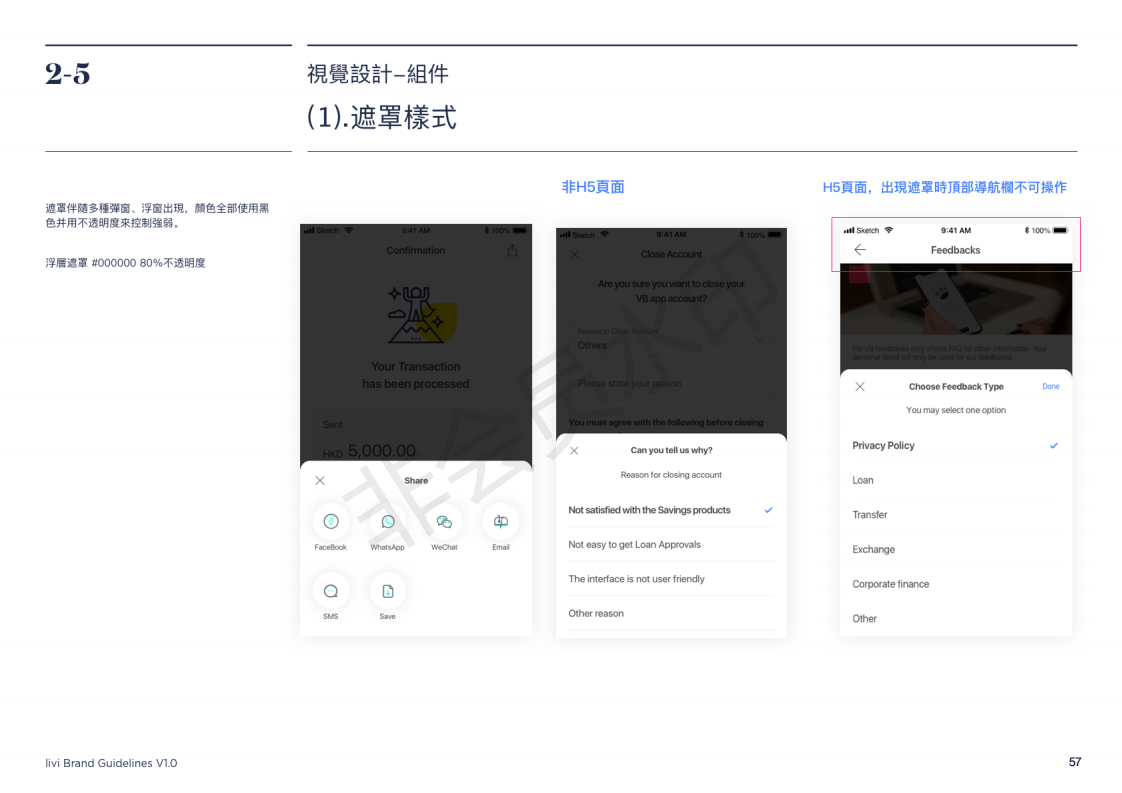 2-5
視覺設計–組件
(1).遮罩樣式
遮罩伴隨多種彈窗、浮窗出現，顏色全部使用黑
色并用不透明度來控制強弱。
浮層遮罩 #000000 80%不透明度
非H5頁面
Sketch 9:41 AM 100%
Confirmation
Your Transaction
has been processed
Sent
HKD 5,000.00
Share
FaceBook WhatsApp WeChat Email
SMS Save
Sketch 9:41 AM 100%
Close Account
Are you sure you want to close your
VB app account?
Reason to Close Account
Others
Please state your reason
You must agree with the following before closing
Can you tell us why?
Reason for closing account
Not satisfied with the Savings products
Not easy to get Loan Approvals
The interface is not user friendly
Other reason
H5頁面，出現遮罩時頂部導航欄不可操作
Sketch 9:41 AM 100%
Feedbacks
For VB feedbacks only, check FAQ for other information. Your
personal detail will only be used for our feedbacks.
Choose Feedback Type Done
You may select one option
Privacy Policy
Loan
Transfer
Exchange
Corporate finance
Other
非会员水印
livi Brand Guidelines V1.0
57